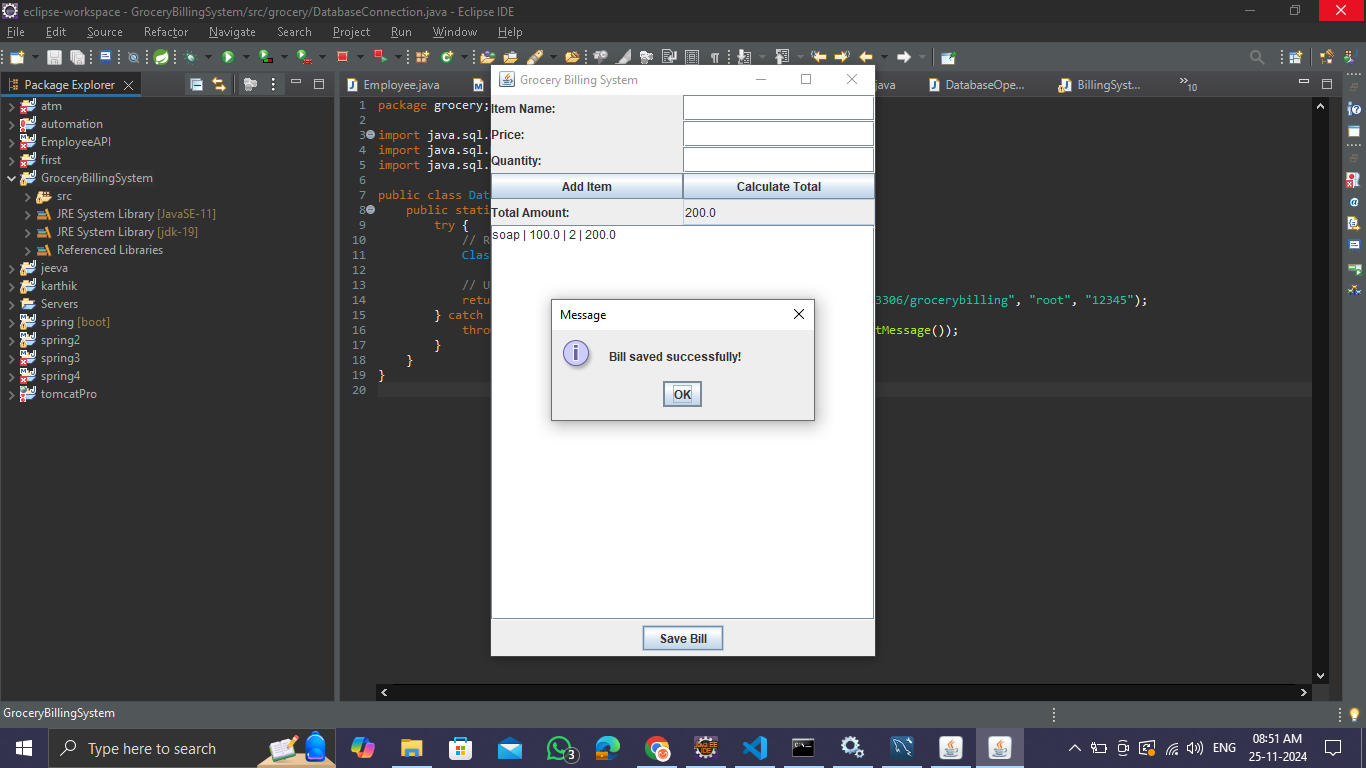 eclipse-workspace - GroceryBillingSystem/src/grocery/DatabaseConnection.java - Eclipse IDE
File Edit Source Refactor Navigate Search Project Run Window Help
Package Explorer
atm
automation
EmployeeAPI
first
GroceryBillingSystem
src
JRE System Library [JavaSE-11]
JRE System Library [jdk-19]
Referenced Libraries
jeeva
karthik
Servers
spring [boot]
spring2
spring3
spring4
tomcatPro
Employee.java
java
DatabaseOpe...
BillingSyst...
10
1 package grocery;
2
3 import java.sql.
4 import java.sql.
5 import java.sql.
6
7 public class Dat
8 public stati
9 try {
10 // R
11 Clas
12
13 // U
14 retu 3306/grocerybilling", "root", "12345");
15 } catch
16 thro tMessage());
17 }
18 }
19 }
20
Grocery Billing System
Item Name:
Price:
Quantity:
Add Item Calculate Total
Total Amount: 200.0
soap | 100.0 | 2 | 200.0
Message
Bill saved successfully!
OK
Save Bill
GroceryBillingSystem
Type here to search
3
ENG
08:51 AM
25-11-2024